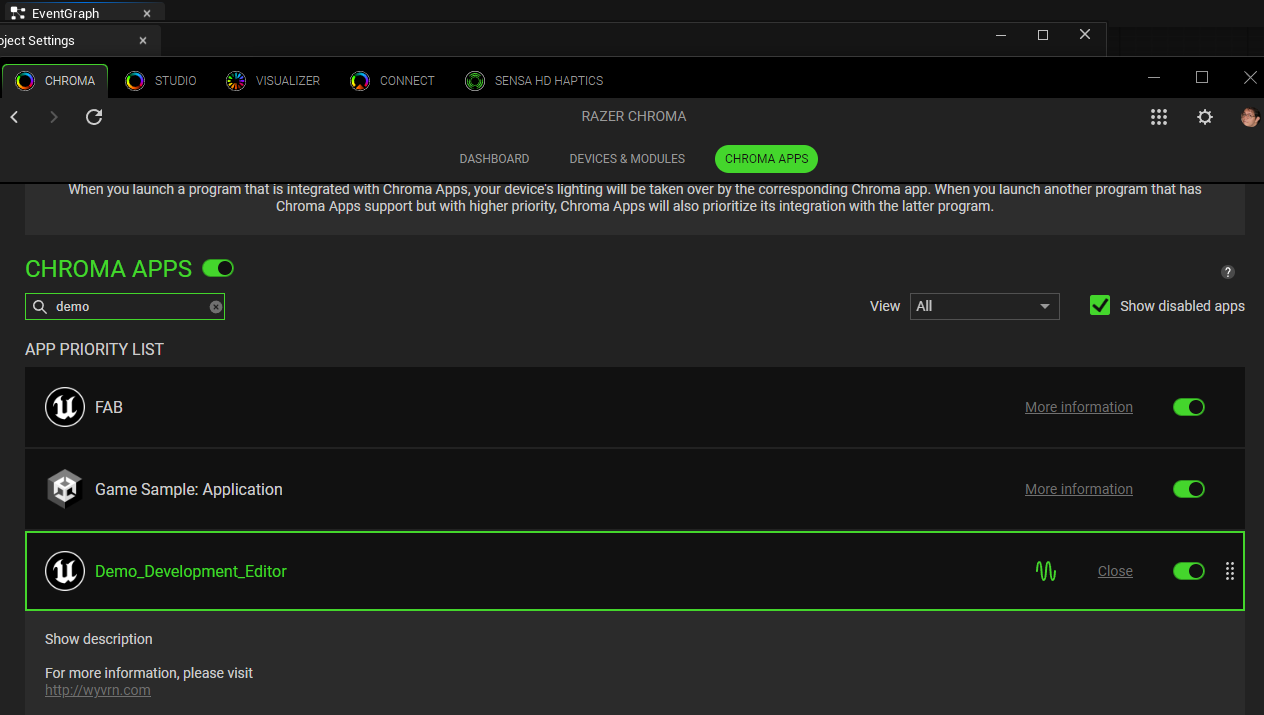 EventGraph
oject Settings
CHROMA
STUDIO
VISUALIZER
CONNECT
SENSA HD HAPTICS
RAZER CHROMA
DASHBOARD
DEVICES & MODULES
CHROMA APPS
When you launch a program that is integrated with Chroma Apps, your device's lighting will be taken over by the corresponding Chroma app. When you launch another program that has
Chroma Apps support but with higher priority, Chroma Apps will also prioritize its integration with the latter program.
CHROMA APPS
?
demo
View
All
Show disabled apps
APP PRIORITY LIST
FAB
More information
Game Sample: Application
More information
Demo_Development_Editor
Close
Show description
For more information, please visit
http://wyvrn.com